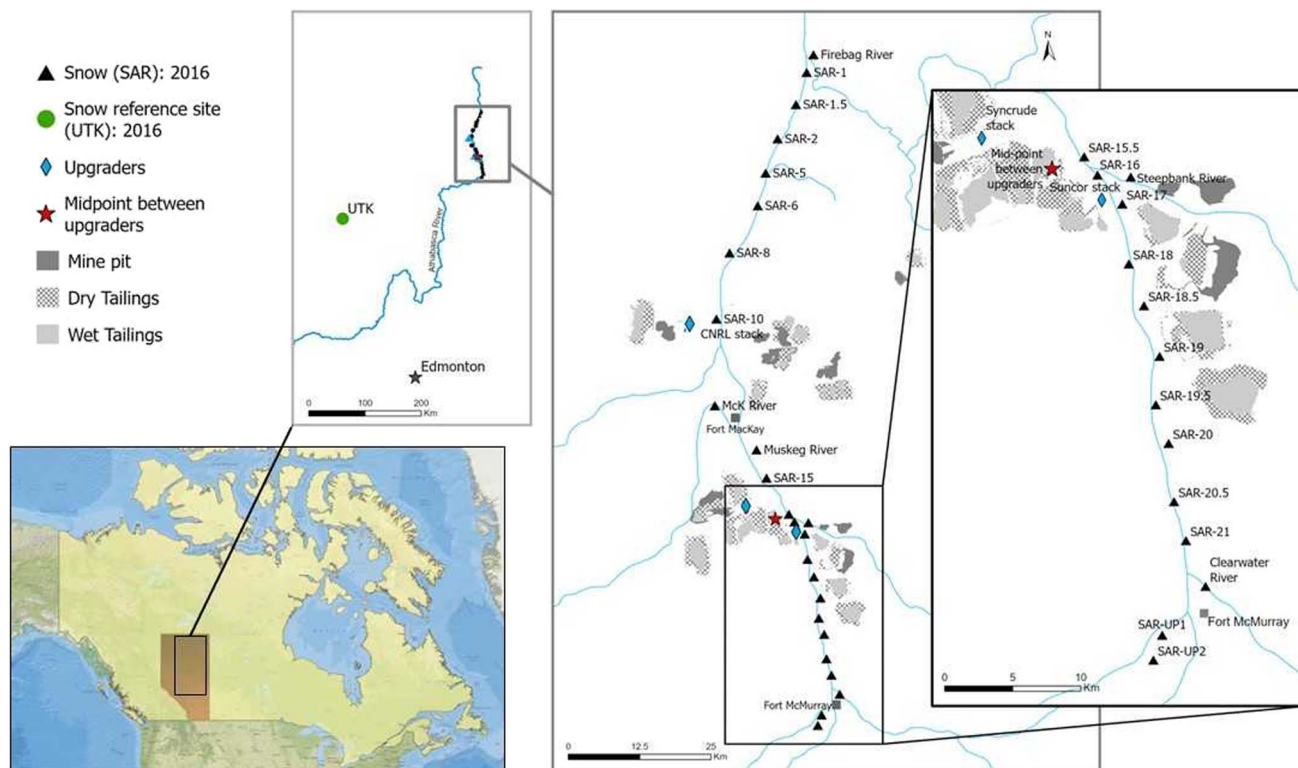 Snow (SAR): 2016
Snow reference site
(UTK): 2016
Upgraders
Midpoint between
upgraders
Mine pit
Dry Tailings
Wet Tailings
UTK
Athabasca River
Edmonton
0 100 200
Km
N
Firebag River
SAR-1
SAR-1.5
SAR-2
SAR-5
SAR-6
SAR-8
SAR-10
CNRL stack
McK River
Fort MacKay
Muskeg River
SAR-15
Fort McMurray
0 12.5 25
Km
Syncrude
stack
Mid-point
between
upgraders
SAR-15.5
SAR-16
Steepbank River
Suncor stack
SAR-17
SAR-18
SAR-18.5
SAR-19
SAR-19.5
SAR-20
SAR-20.5
SAR-21
Clearwater
River
Fort McMurray
SAR-UP1
SAR-UP2
0 5 10
Km